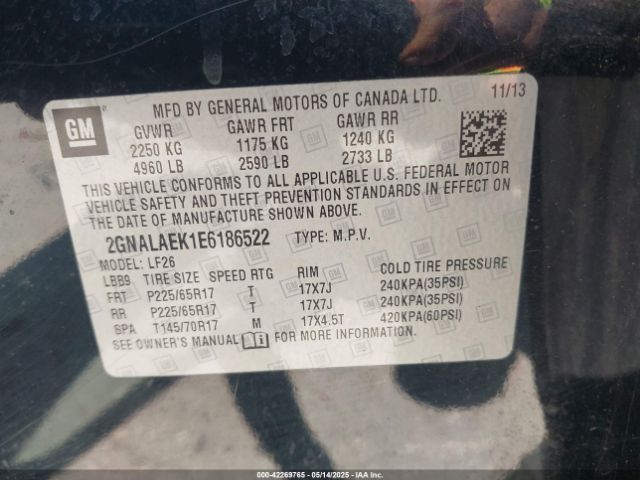 GM
MFD BY GENERAL MOTORS OF CANADA LTD. 11/13
GVWR GAWR FRT GAWR RR
2250 KG 1175 KG 1240 KG
4960 LB 2590 LB 2733 LB
THIS VEHICLE CONFORMS TO ALL APPLICABLE U.S. FEDERAL MOTOR
VEHICLE SAFETY AND THEFT PREVENTION STANDARDS IN EFFECT ON
THE DATE OF MANUFACTURE SHOWN ABOVE.
2GNALAEK1E6186522 TYPE: M.P.V.
MODEL: LF26
LBB9 TIRE SIZE SPEED RTG RIM COLD TIRE PRESSURE
FRT P225/65R17 T 17X7J 240KPA(35PSI)
RR P225/65R17 T 17X7J 240KPA(35PSI)
SPA T145/70R17 M 17X4.5T 420KPA(60PSI)
SEE OWNER'S MANUAL FOR MORE INFORMATION.
000-42269765 - 05/14/2025 - IAA Inc.